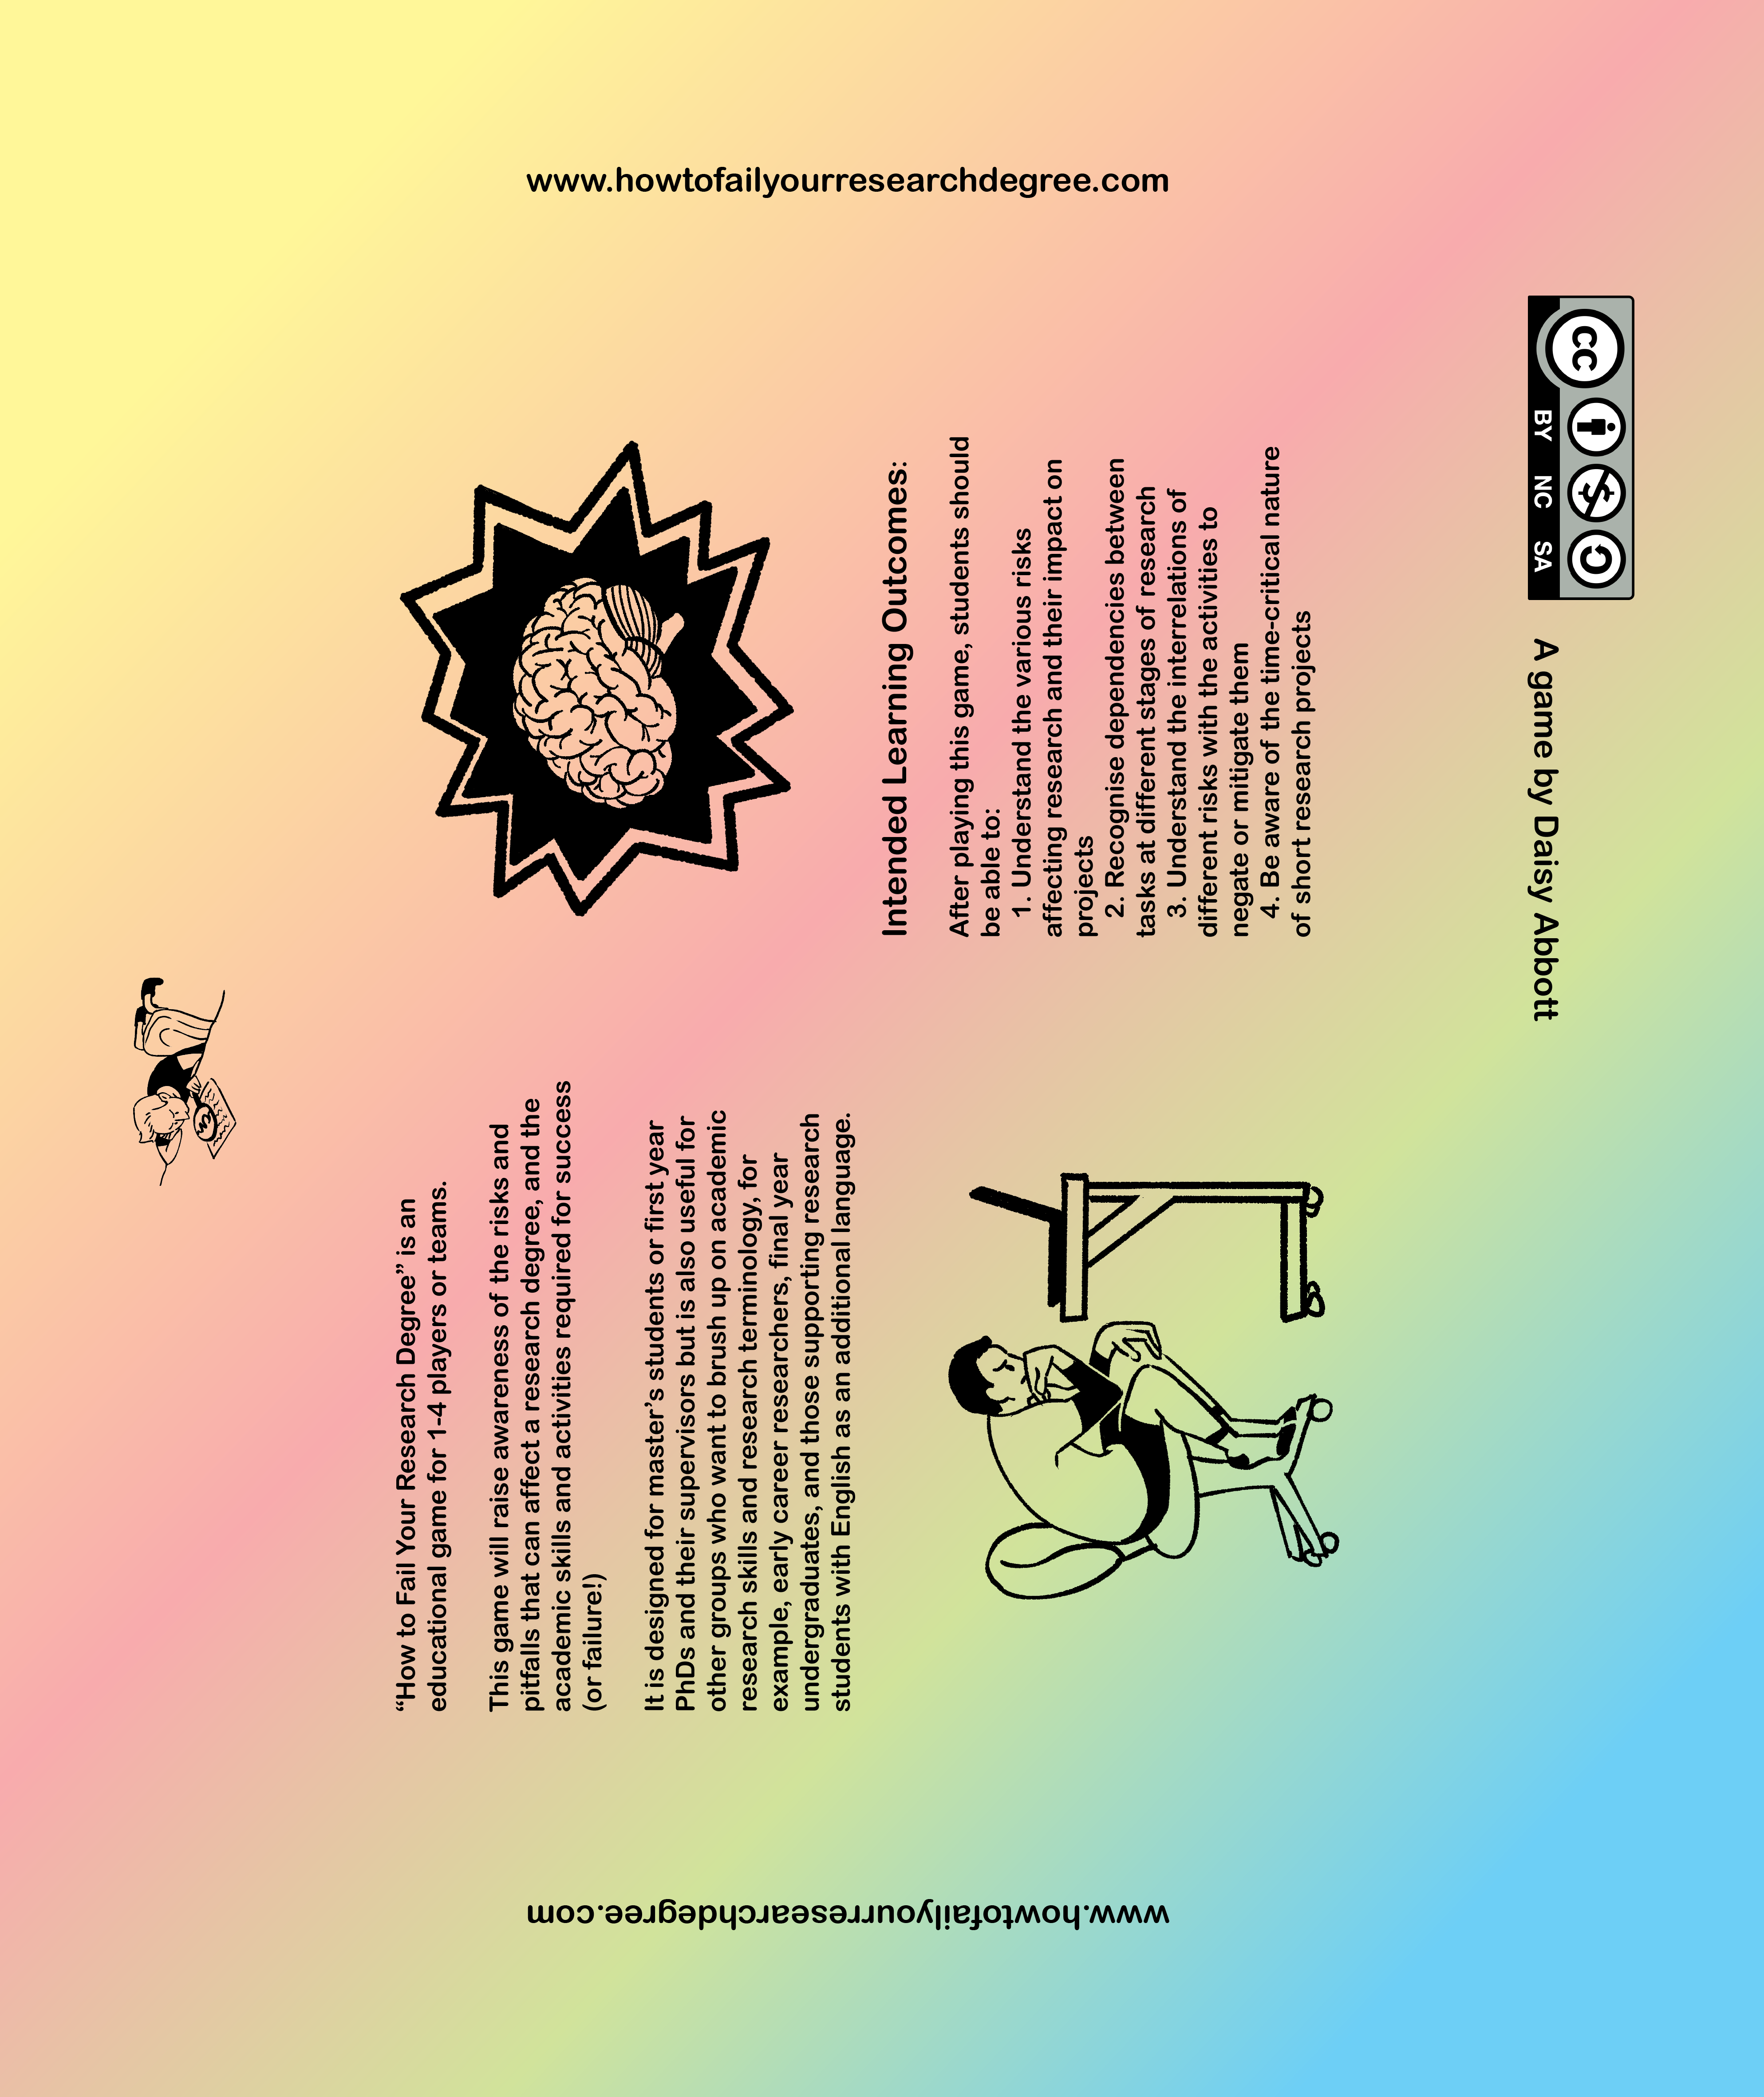 www.howtofailyourresearchdegree.com
“How to Fail Your Research Degree” is an
educational game for 1-4 players or teams.
This game will raise awareness of the risks and
pitfalls that can affect a research degree, and the
academic skills and activities required for success
(or failure!)
It is designed for master’s students or first year
PhDs and their supervisors but is also useful for
other groups who want to brush up on academic
research skills and research terminology, for
example, early career researchers, final year
undergraduates, and those supporting research
students with English as an additional language.
Intended Learning Outcomes:
After playing this game, students should
be able to:
1. Understand the various risks
affecting research and their impact on
projects
2. Recognise dependencies between
tasks at different stages of research
3. Understand the interrelations of
different risks with the activities to
negate or mitigate them
4. Be aware of the time-critical nature
of short research projects
cc
BY NC SA
A game by Daisy Abbott
www.howtofailyourresearchdegree.com